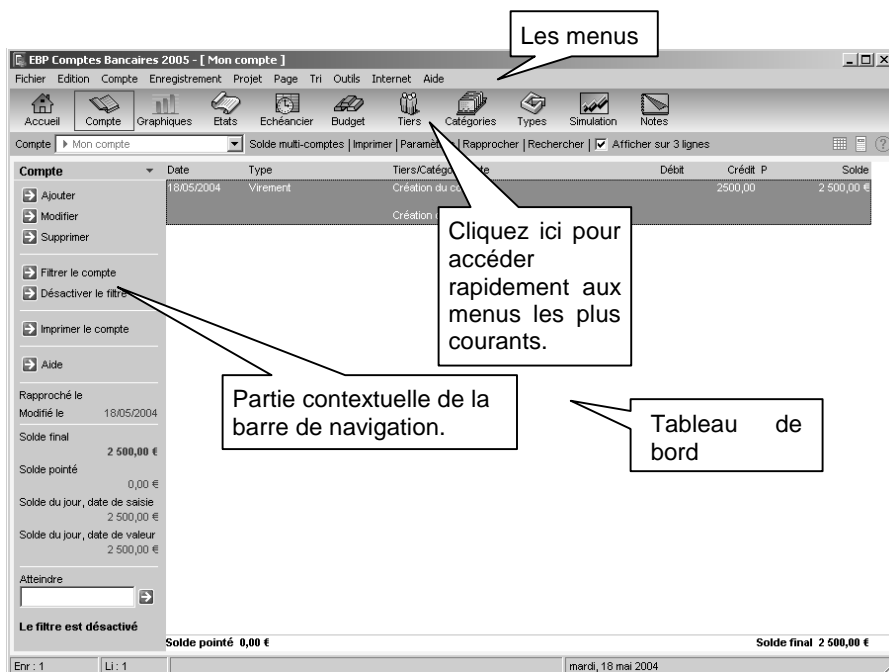 Les menus
EBP Comptes Bancaires 2005 - [ Mon compte ]
Fichier Edition Compte Enregistrement Projet Page Tri Outils Internet Aide
Accueil Compte Graphiques Etats Echéancier Budget Tiers Catégories Types Simulation Notes
Compte Mon compte Solde multi-comptes | Imprimer | Rapprocher | Rechercher | Afficher sur 3 lignes
Compte
Date Type Débit Crédit P Solde
18/05/2004 Virement Création du 2500,00 2 500,00 €
Création
Ajouter
Modifier
Supprimer
Filtrer le compte
Désactiver le filtre
Imprimer le compte
Aide
Rapproché le
Modifié le 18/05/2004
Solde final
2 500,00 €
Solde pointé
0,00 €
Solde du jour, date de saisie
2 500,00 €
Solde du jour, date de valeur
2 500,00 €
Atteindre
Le filtre est désactivé
Cliquez ici pour
accéder
rapidement aux
menus les plus
courants.
Partie contextuelle de la
barre de navigation.
Tableau de
bord
Solde pointé 0,00 € Solde final 2 500,00 €
Enr : 1 Li : 1 mardi, 18 mai 2004